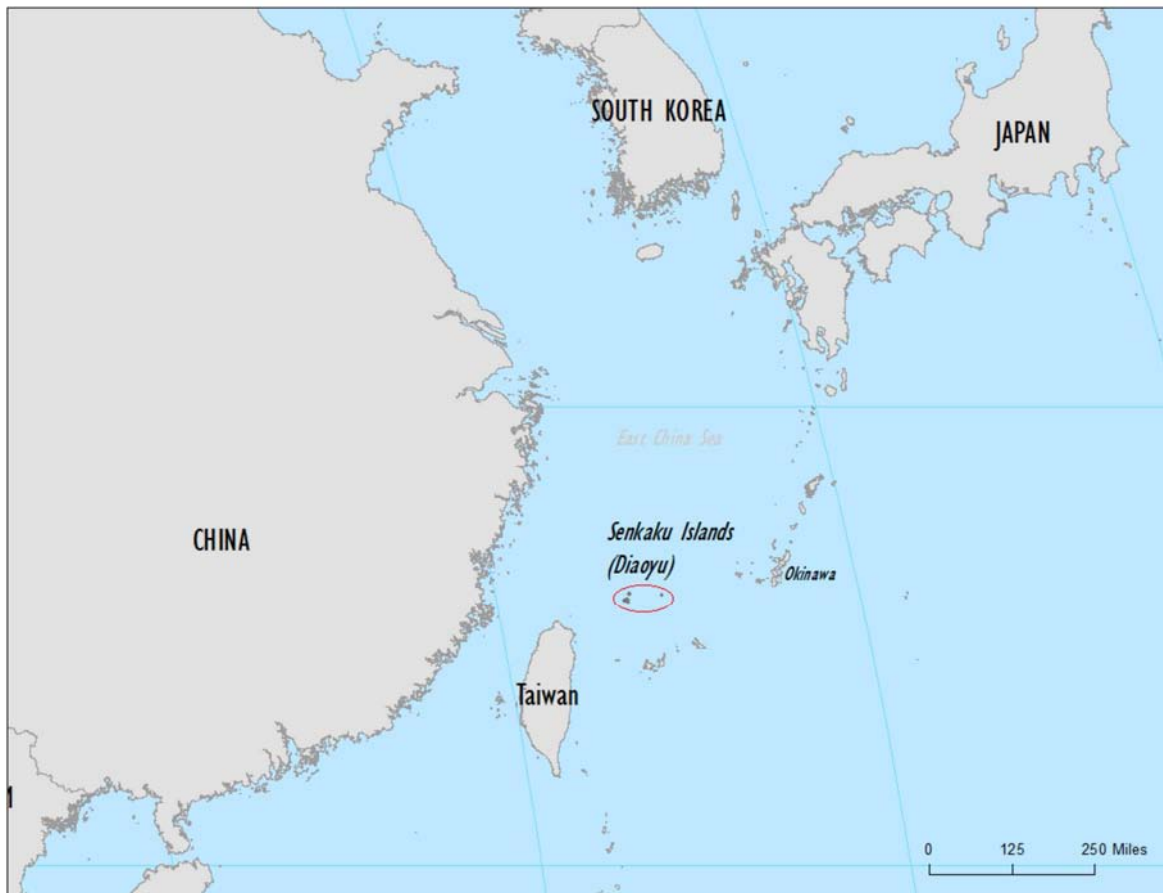 SOUTH KOREA
JAPAN
East China Sea
Senkaku Islands
(Diaoyu)
CHINA
Okinawa
Taiwan
0 125 250 Miles